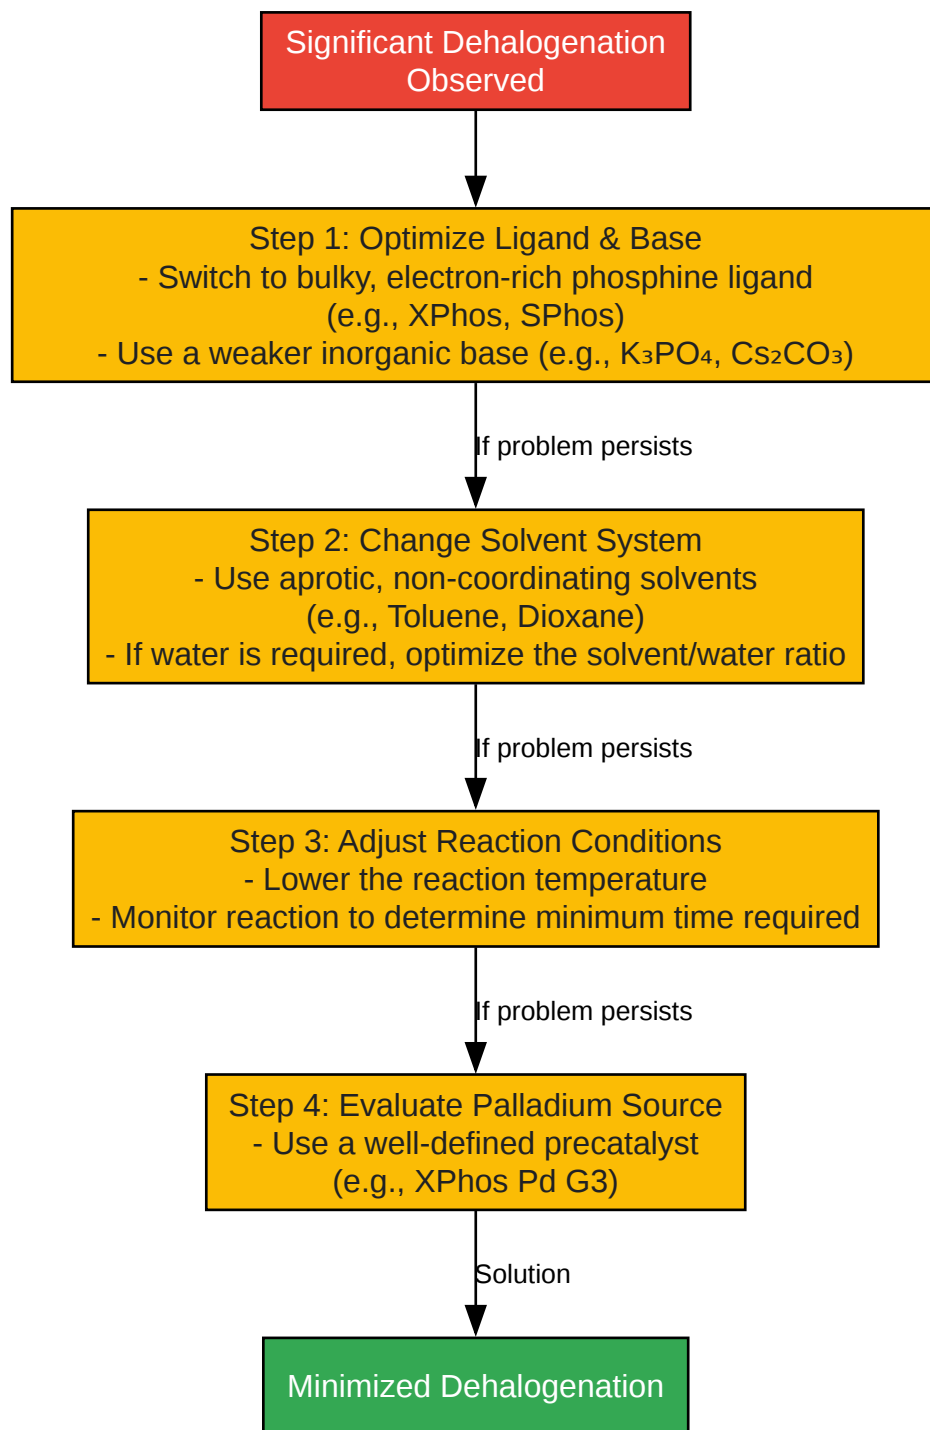 Significant Dehalogenation
Observed
Step 1: Optimize Ligand & Base
- Switch to bulky, electron-rich phosphine ligand
(e.g., XPhos, SPhos)
- Use a weaker inorganic base (e.g., K₃PO₄, Cs₂CO₃)
If problem persists
Step 2: Change Solvent System
- Use aprotic, non-coordinating solvents
(e.g., Toluene, Dioxane)
- If water is required, optimize the solvent/water ratio
If problem persists
Step 3: Adjust Reaction Conditions
- Lower the reaction temperature
- Monitor reaction to determine minimum time required
If problem persists
Step 4: Evaluate Palladium Source
- Use a well-defined precatalyst
(e.g., XPhos Pd G3)
Solution
Minimized Dehalogenation